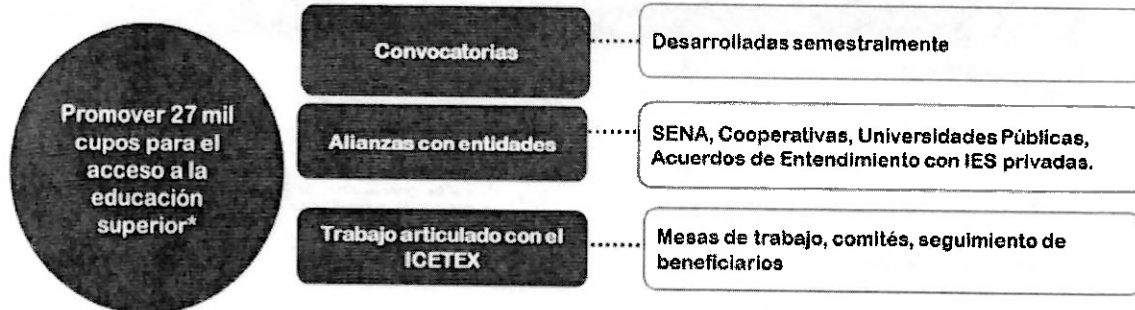 Promover 27 mil
cupos para el
acceso a la
educación
superior*
Convocatorias
Desarrolladas semestralmente
Alianzas con entidades
SENA, Cooperativas, Universidades Públicas,
Acuerdos de Entendimiento con IES privadas.
Trabajo articulado con el
ICETEX
Mesas de trabajo, comités, seguimiento de
beneficiarios